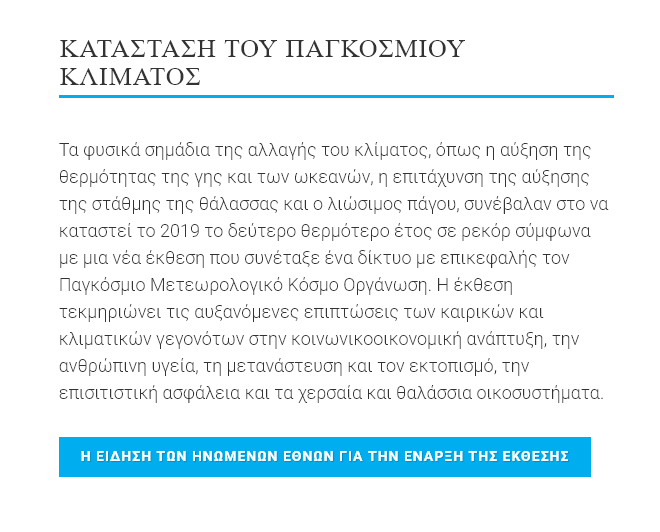 ΚΑΤΑΣΤΑΣΗ ΤΟΥ ΠΑΓΚΟΣΜΙΟΥ
ΚΛΙΜΑΤΟΣ
Τα φυσικά σημάδια της αλλαγής του κλίματος, όπως η αύξηση της
θερμότητας της γης και των ωκεανών, η επιτάχυνση της αύξησης
της στάθμης της θάλασσας και ο λιώσιμος πάγου, συνέβαλαν στο να
καταστεί το 2019 το δεύτερο θερμότερο έτος σε ρεκόρ σύμφωνα
με μια νέα έκθεση που συνέταξε ένα δίκτυο με επικεφαλής τον
Παγκόσμιο Μετεωρολογικό Κόσμο Οργάνωση. Η έκθεση
τεκμηριώνει τις αυξανόμενες επιπτώσεις των καιρικών και
κλιματικών γεγονότων στην κοινωνικοοικονομική ανάπτυξη, την
ανθρώπινη υγεία, τη μετανάστευση και τον εκτοπισμό, την
επισιτιστική ασφάλεια και τα χερσαία και θαλάσσια οικοσυστήματα.
Η ΕΙΔΗΣΗ ΤΩΝ ΗΝΩΜΕΝΩΝ ΕΘΝΩΝ ΓΙΑ ΤΗΝ ΕΝΑΡΞΗ ΤΗΣ ΕΚΘΕΣΗΣ